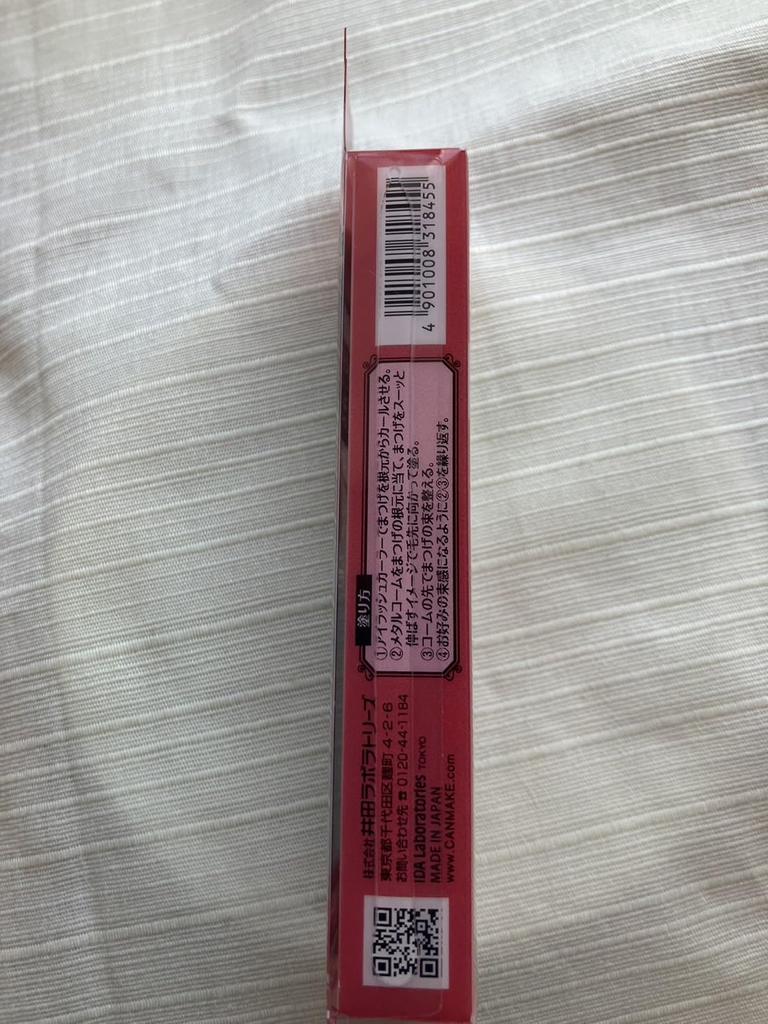 株式会社 井田ラボラトリーズ
東京都千代田区麹町 4-2-6
お問い合わせ先 ☎ 0120-44-1184
IDA Laboratories TOKYO
MADE IN JAPAN
www.CANMAKE.com
塗り方
①アイラッシュカーラーでまつげを根元からカールさせる。
②メタルコームをまつげの根元に当て、まつげをスーッと
伸ばすイメージで毛先に向かって塗る。
③コームの先でまつげの束を整える。
④お好みの束感になるように②③を繰り返す。
4 901008 318455